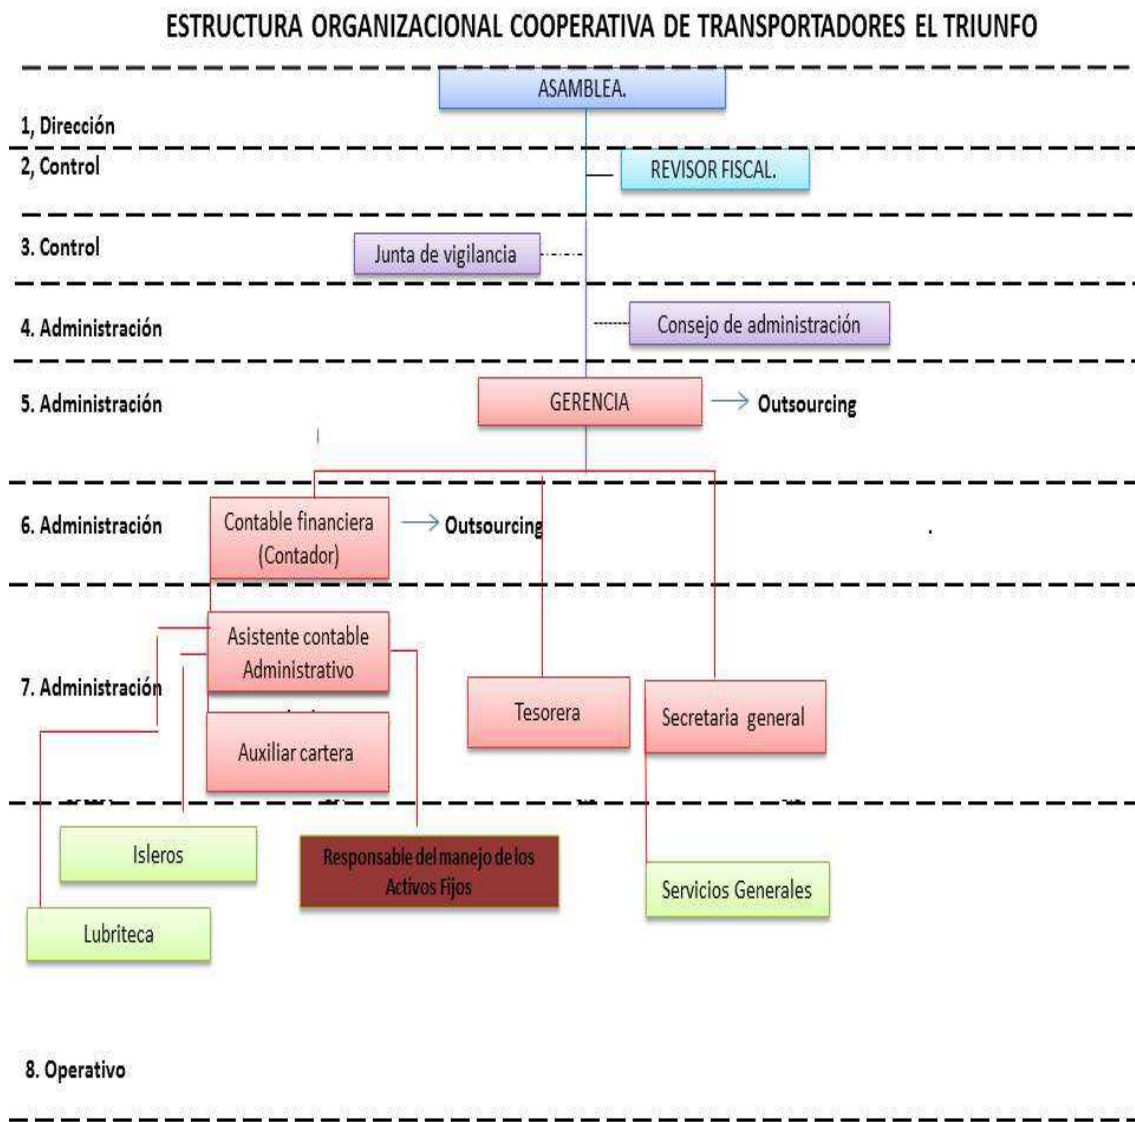 ESTRUCTURA ORGANIZACIONAL COOPERATIVA DE TRANSPORTADORES EL TRIUNFO
ASAMBLEA.
1, Dirección
2, Control
REVISOR FISCAL.
3. Control
Junta de vigilancia
4. Administración
Consejo de administración
5. Administración
GERENCIA
Outsourcing
6. Administración
Contable financiera
(Contador)
Outsourcing
Asistente contable
Administrativo
7. Administración
Tesorera
Secretaria general
Auxiliar cartera
Isleros
Responsable del manejo de los
Activos Fijos
Servicios Generales
Lubriteca
8. Operativo